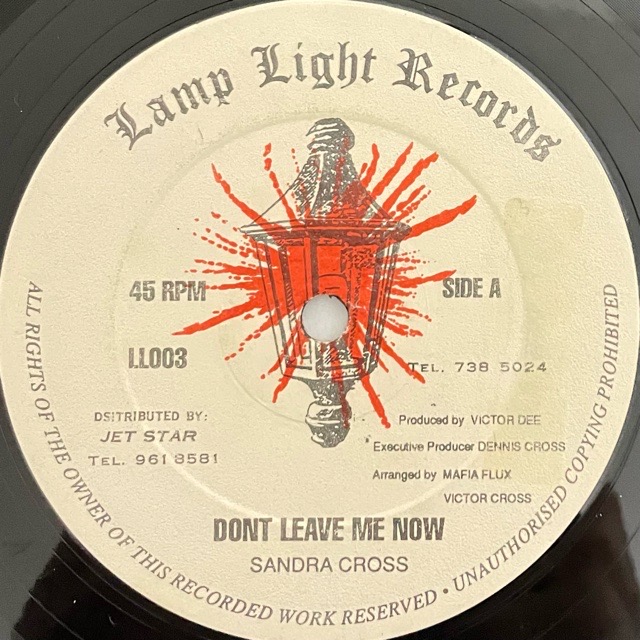 Lamp Light Records
45 RPM
SIDE A
LL003
TEL. 738 5024
DSITRIBUTED BY:
JET STAR
TEL. 961 8581
Produced by VICTOR DEE
Executive Producer DENNIS CROSS
Arranged by MAFIA FLUX
VICTOR CROSS
DONT LEAVE ME NOW
SANDRA CROSS
ALL RIGHTS OF THE OWNER OF THIS RECORDED WORK RESERVED • UNAUTHORISED COPYING PROHIBITED